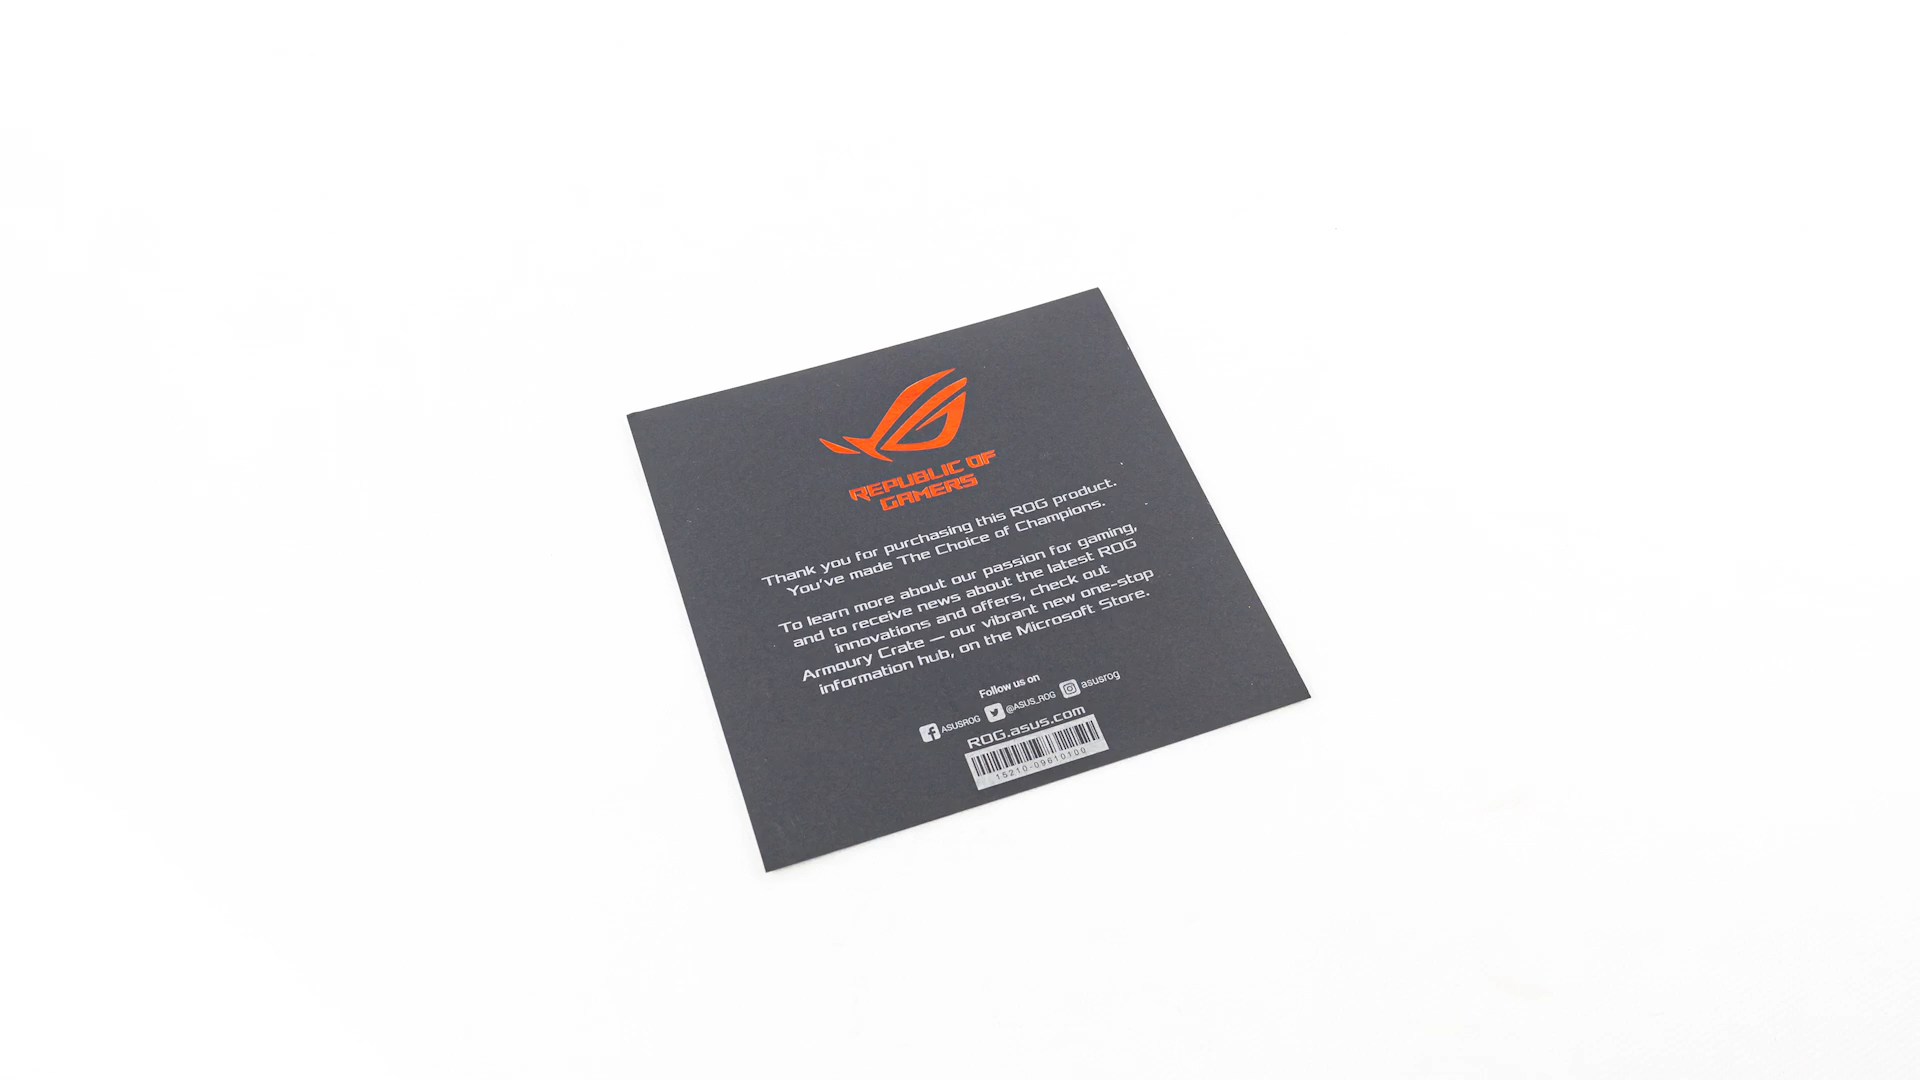 REPUBLIC OF
GAMERS
Thank you for purchasing this ROG product.
You've made The Choice of Champions.
To learn more about our passion for gaming,
and to receive news about the latest ROG
innovations and offers, check out
Armoury Crate — our vibrant new one-stop
information hub, on the Microsoft Store.
Follow us on
ASUSROG @ASUS_ROG asusrog
ROG.asus.com
15210-09610100